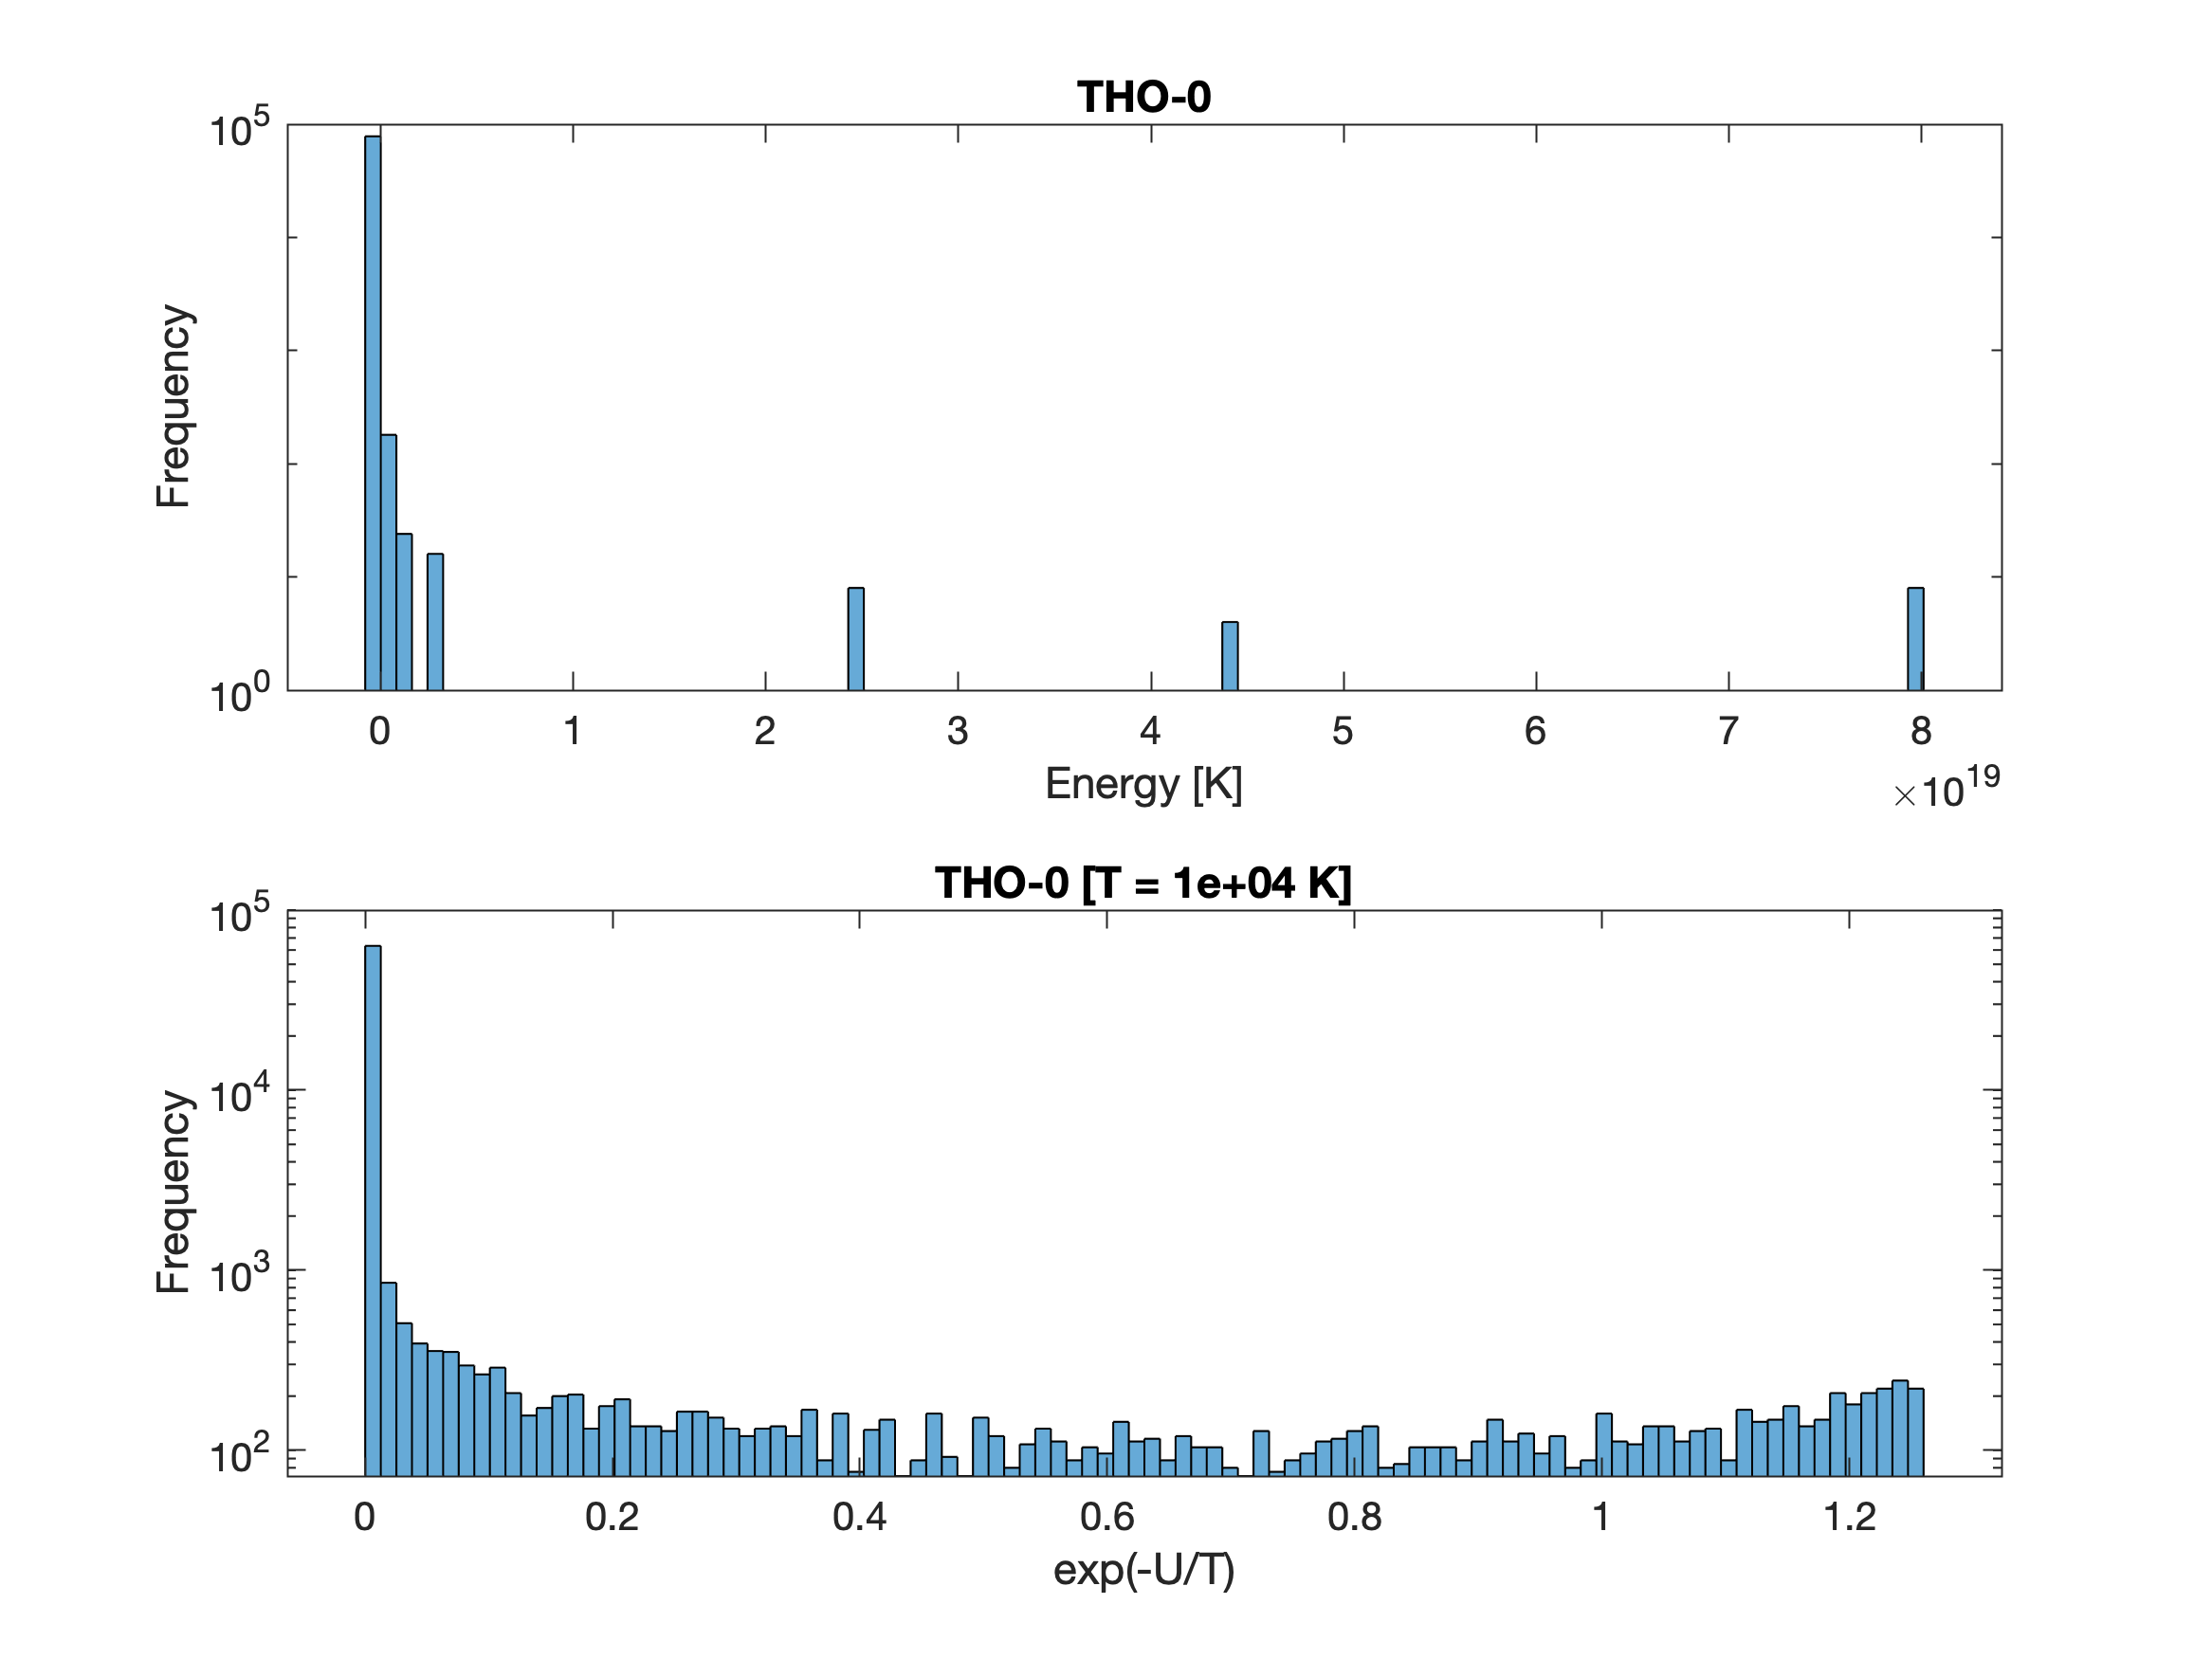 THO-0
10^5
Frequency
10^0
0 1 2 3 4 5 6 7 8
Energy [K]
×10^19
THO-0 [T = 1e+04 K]
10^5
10^4
Frequency
10^3
10^2
0 0.2 0.4 0.6 0.8 1 1.2
exp(-U/T)